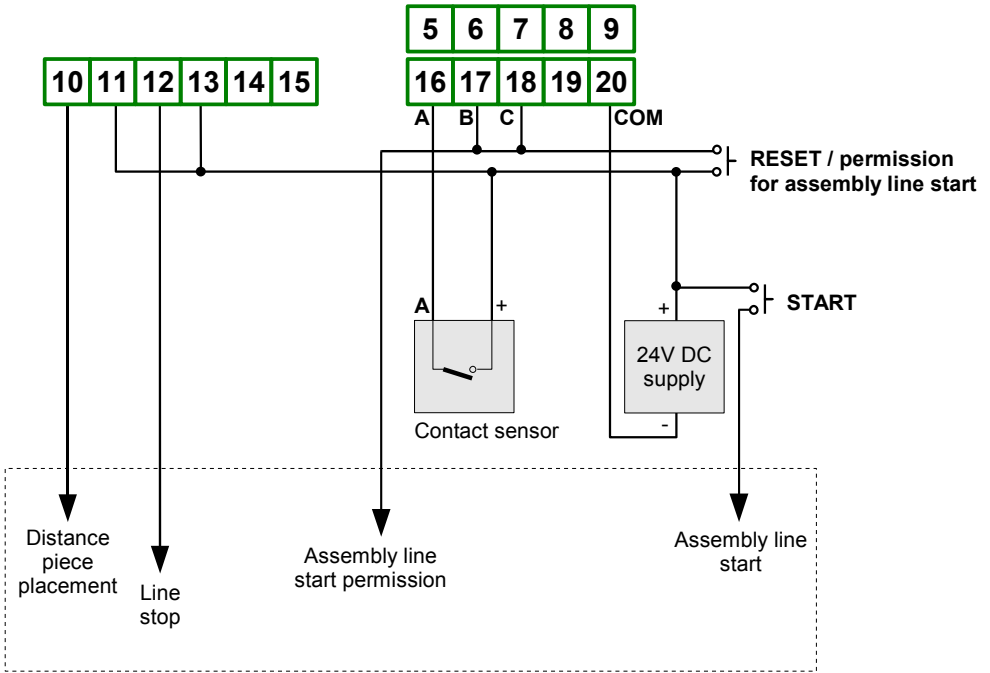 5 6 7 8 9
10 11 12 13 14 15
16 17 18 19 20
A B C COM
RESET / permission
for assembly line start
A +
+
START
24V DC
supply
-
Contact sensor
Distance
piece
placement
Line
stop
Assembly line
start permission
Assembly line
start